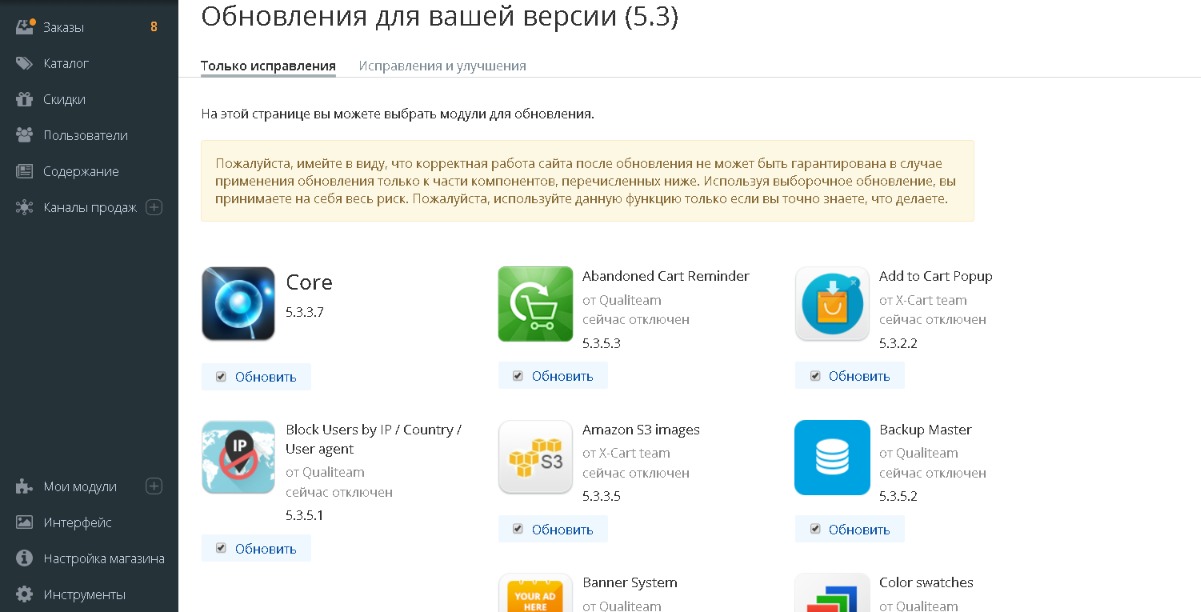 Обновления для вашей версии (5.3)
Заказы 8
Каталог
Скидки
Пользователи
Содержание
Каналы продаж
Мои модули
Интерфейс
Настройка магазина
Инструменты
Только исправления Исправления и улучшения
На этой странице вы можете выбрать модули для обновления.
Пожалуйста, имейте в виду, что корректная работа сайта после обновления не может быть гарантирована в случае
применения обновления только к части компонентов, перечисленных ниже. Используя выборочное обновление, вы
принимаете на себя весь риск. Пожалуйста, используйте данную функцию только если вы точно знаете, что делаете.
Core
5.3.3.7
Обновить
Abandoned Cart Reminder
от Qualiteam
сейчас отключен
5.3.5.3
Обновить
Add to Cart Popup
от X-Cart team
сейчас отключен
5.3.2.2
Обновить
IP
Block Users by IP / Country /
User agent
от Qualiteam
сейчас отключен
5.3.5.1
Обновить
S3
Amazon S3 images
от X-Cart team
сейчас отключен
5.3.3.5
Обновить
Backup Master
от Qualiteam
сейчас отключен
5.3.5.2
Обновить
YOUR AD
HERE
Banner System
от Qualiteam
Color swatches
от Qualiteam